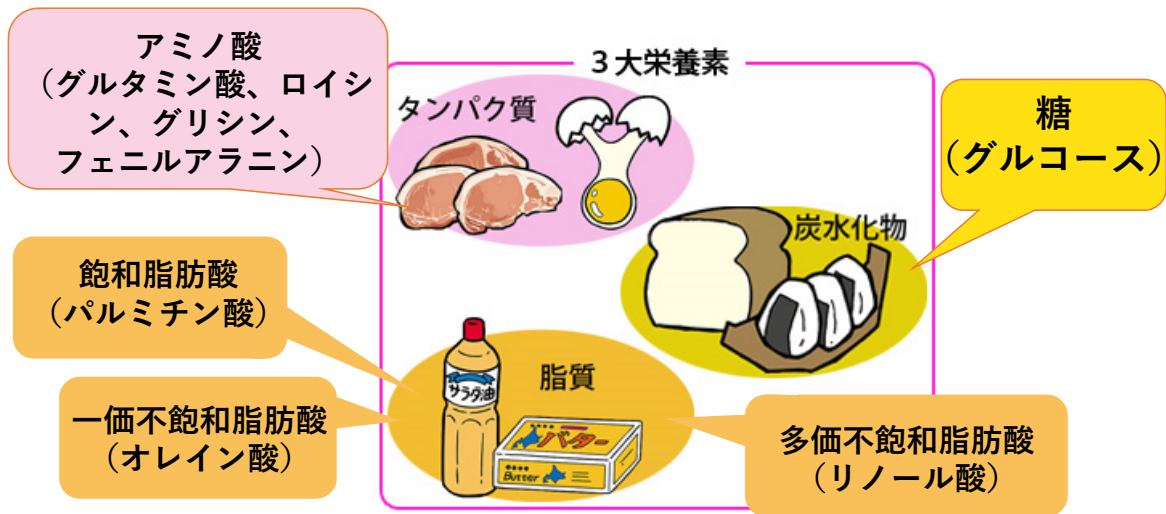 アミノ酸
（グルタミン酸、ロイシ
ン、グリシン、
フェニルアラニン）
３大栄養素
タンパク質
糖
（グルコース）
炭水化物
飽和脂肪酸
（パルミチン酸）
脂質
サラダ油
一価不飽和脂肪酸
（オレイン酸）
バター
Butter
多価不飽和脂肪酸
（リノール酸）